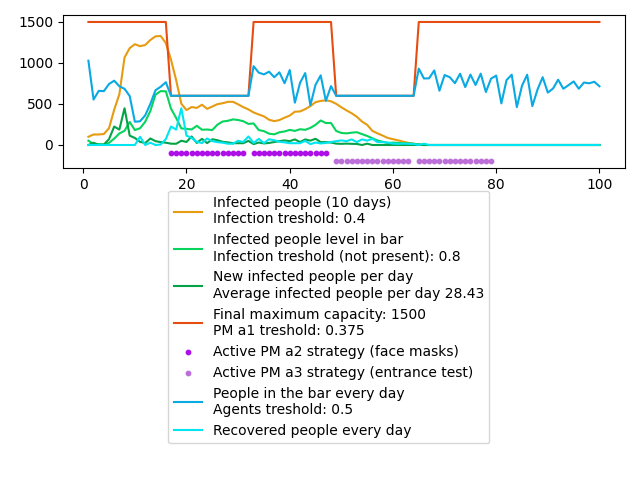 1500
1000
500
0
0
20
40
60
80
100
Infected people (10 days)
Infection treshold: 0.4
Infected people level in bar
Infection treshold (not present): 0.8
New infected people per day
Average infected people per day 28.43
Final maximum capacity: 1500
PM a1 treshold: 0.375
Active PM a2 strategy (face masks)
Active PM a3 strategy (entrance test)
People in the bar every day
Agents treshold: 0.5
Recovered people every day